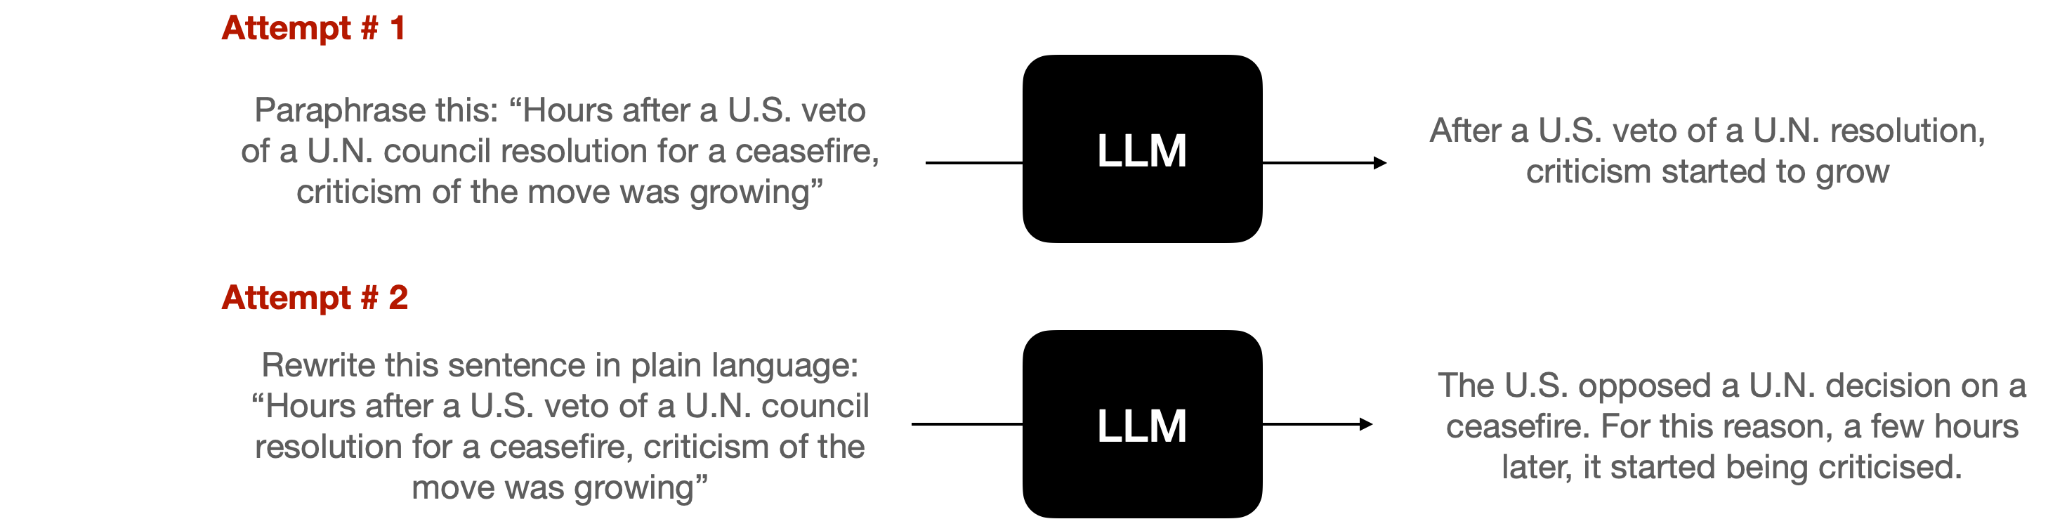 Attempt # 1
Paraphrase this: “Hours after a U.S. veto
of a U.N. council resolution for a ceasefire,
criticism of the move was growing”
LLM
After a U.S. veto of a U.N. resolution,
criticism started to grow
Attempt # 2
Rewrite this sentence in plain language:
“Hours after a U.S. veto of a U.N. council
resolution for a ceasefire, criticism of the
move was growing”
LLM
The U.S. opposed a U.N. decision on a
ceasefire. For this reason, a few hours
later, it started being criticised.